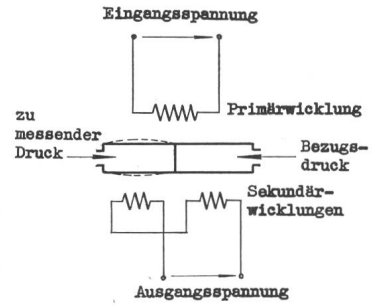 Eingangsspannung
Primärwicklung
zu
messender
Druck
Bezugs-
druck
Sekundär-
wicklungen
Ausgangsspannung